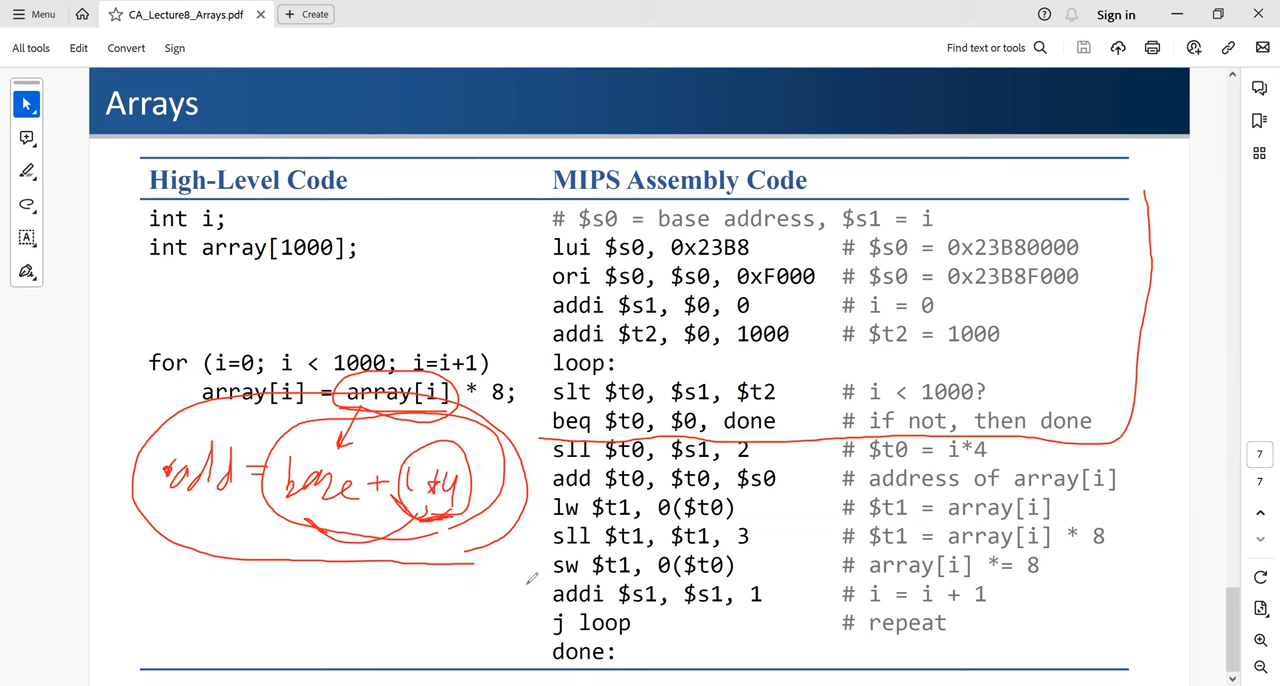 Menu CA_Lecture8_Arrays.pdf Create Sign in
All tools Edit Convert Sign Find text or tools
Arrays
High-Level Code
int i;
int array[1000];
for (i=0; i < 1000; i=i+1)
array[i] = array[i] * 8;
add = base + i*4
MIPS Assembly Code
# $s0 = base address, $s1 = i
lui $s0, 0x23B8 # $s0 = 0x23B80000
ori $s0, $s0, 0xF000 # $s0 = 0x23B8F000
addi $s1, $0, 0 # i = 0
addi $t2, $0, 1000 # $t2 = 1000
loop:
slt $t0, $s1, $t2 # i < 1000?
beq $t0, $0, done # if not, then done
sll $t0, $s1, 2 # $t0 = i*4
add $t0, $t0, $s0 # address of array[i]
lw $t1, 0($t0) # $t1 = array[i]
sll $t1, $t1, 3 # $t1 = array[i] * 8
sw $t1, 0($t0) # array[i] *= 8
addi $s1, $s1, 1 # i = i + 1
j loop # repeat
done:
7
7